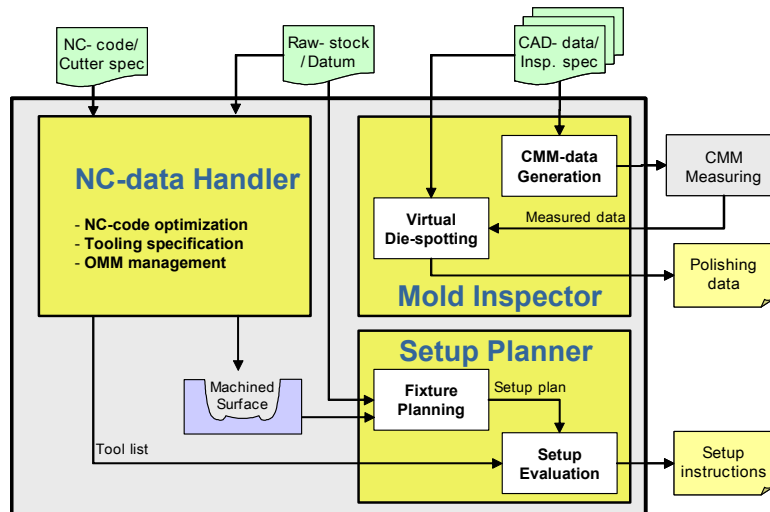 NC- code/
Cutter spec
Raw- stock
/ Datum
CAD- data/
Insp. spec
NC-data Handler
- NC-code optimization
- Tooling specification
- OMM management
CMM-data
Generation
CMM
Measuring
Virtual
Die-spotting
Measured data
Mold Inspector
Polishing
data
Setup Planner
Machined
Surface
Fixture
Planning
Setup plan
Tool list
Setup
Evaluation
Setup
instructions